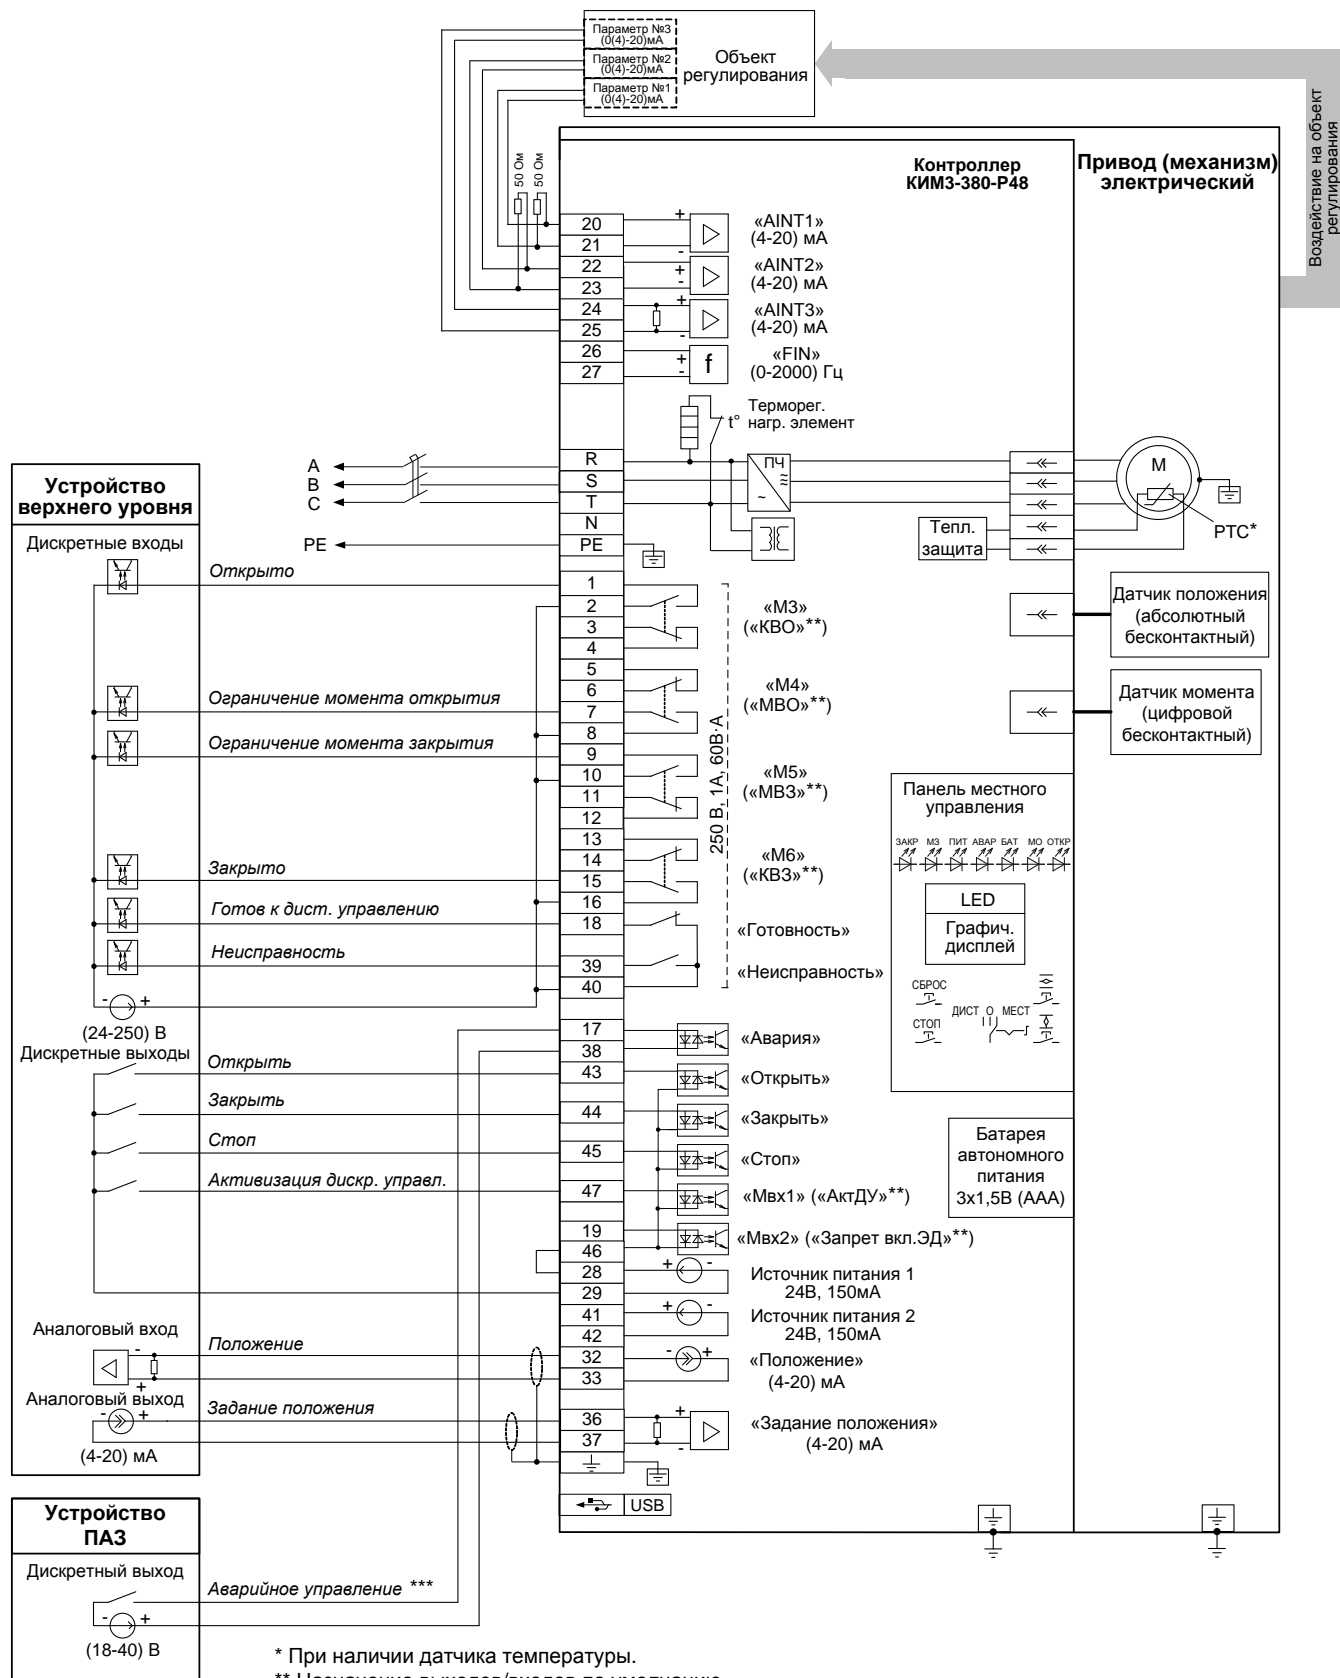 Параметр №3
(0(4)-20)мА
Параметр №2
(0(4)-20)мА
Параметр №1
(0(4)-20)мА
Объект
регулирования
Воздействие на объект
регулирования
50 Ом
50 Ом
Контроллер
КИМ3-380-Р48
Привод (механизм)
электрический
20
21
22
23
24
25
26
27
+
-
«AINT1»
(4-20) мА
+
-
«AINT2»
(4-20) мА
+
-
«AINT3»
(4-20) мА
+
-
f
«FIN»
(0-2000) Гц
t°
Терморег.
нагр. элемент
A
B
C
PE
R
S
T
N
PE
ПЧ
≈
~
M
PTC*
Тепл.
защита
Устройство
верхнего уровня
Дискретные входы
Открыто
Ограничение момента открытия
Ограничение момента закрытия
Закрыто
Готов к дист. управлению
Неисправность
- +
(24-250) В
1
2
3
4
5
6
7
8
9
10
11
12
13
14
15
16
18
39
40
«М3»
(«КВО»**)
«М4»
(«МВО»**)
«М5»
(«МВЗ»**)
«М6»
(«КВЗ»**)
«Готовность»
«Неисправность»
250 В, 1А, 60В·А
Датчик положения
(абсолютный
бесконтактный)
Датчик момента
(цифровой
бесконтактный)
Панель местного
управления
ЗАКР МЗ ПИТ АВАР БАТ МО ОТКР
LED
Графич.
дисплей
СБРОС
СТОП
ДИСТ О МЕСТ
Батарея
автономного
питания
3х1,5В (ААА)
Дискретные выходы
Открыть
Закрыть
Стоп
Активизация дискр. управл.
17
38
43
44
45
47
19
46
28
29
41
42
32
33
36
37
«Авария»
«Открыть»
«Закрыть»
«Стоп»
«Мвх1» («АктДУ»**)
«Мвх2» («Запрет вкл.ЭД»**)
+ -
Источник питания 1
24В, 150мА
+ -
Источник питания 2
24В, 150мА
- +
«Положение»
(4-20) мА
+
-
«Задание положения»
(4-20) мА
Аналоговый вход
-
+
Положение
Аналоговый выход
- +
Задание положения
(4-20) мА
USB
Устройство
ПАЗ
Дискретный выход
Аварийное управление ***
- +
(18-40) В
* При наличии датчика температуры.
** Назначение выходов/входов по умолчанию